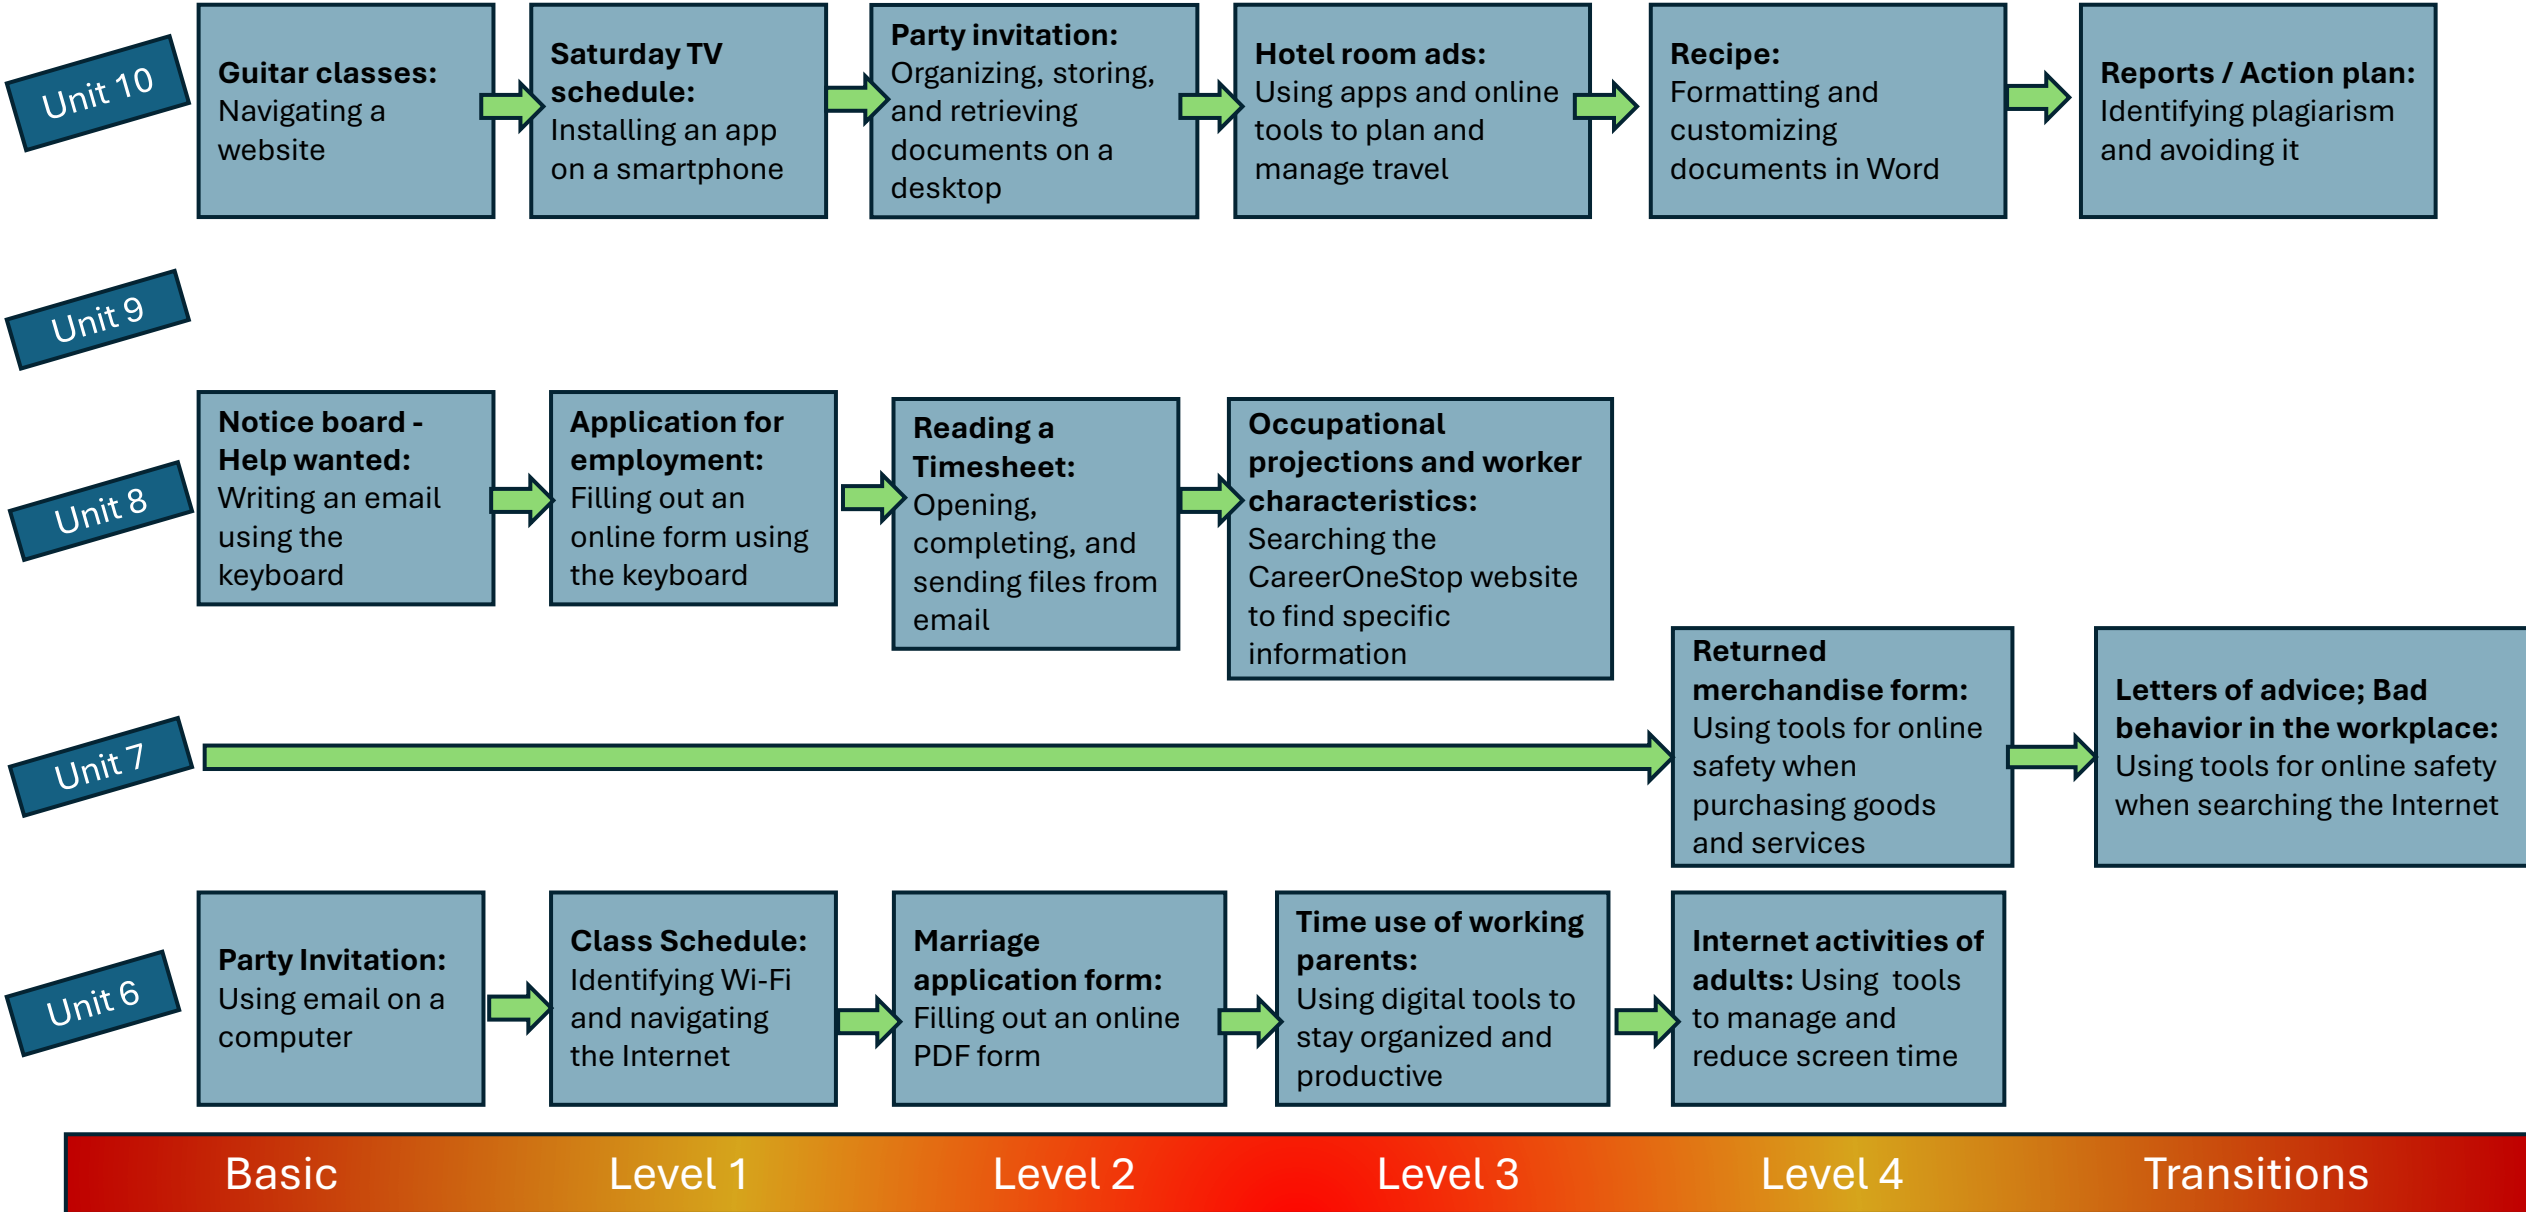 Unit 10
Guitar classes:
Navigating a
website
Saturday TV
schedule:
Installing an app
on a smartphone
Party invitation:
Organizing, storing,
and retrieving
documents on a
desktop
Hotel room ads:
Using apps and online
tools to plan and
manage travel
Recipe:
Formatting and
customizing
documents in Word
Reports / Action plan:
Identifying plagiarism
and avoiding it
Unit 9
Unit 8
Notice board -
Help wanted:
Writing an email
using the
keyboard
Application for
employment:
Filling out an
online form using
the keyboard
Reading a
Timesheet:
Opening,
completing, and
sending files from
email
Occupational
projections and worker
characteristics:
Searching the
CareerOneStop website
to find specific
information
Unit 7
Returned
merchandise form:
Using tools for online
safety when
purchasing goods
and services
Letters of advice; Bad
behavior in the workplace:
Using tools for online safety
when searching the Internet
Unit 6
Party Invitation:
Using email on a
computer
Class Schedule:
Identifying Wi-Fi
and navigating
the Internet
Marriage
application form:
Filling out an online
PDF form
Time use of working
parents:
Using digital tools to
stay organized and
productive
Internet activities of
adults: Using  tools
to manage and
reduce screen time
Basic
Level 1
Level 2
Level 3
Level 4
Transitions